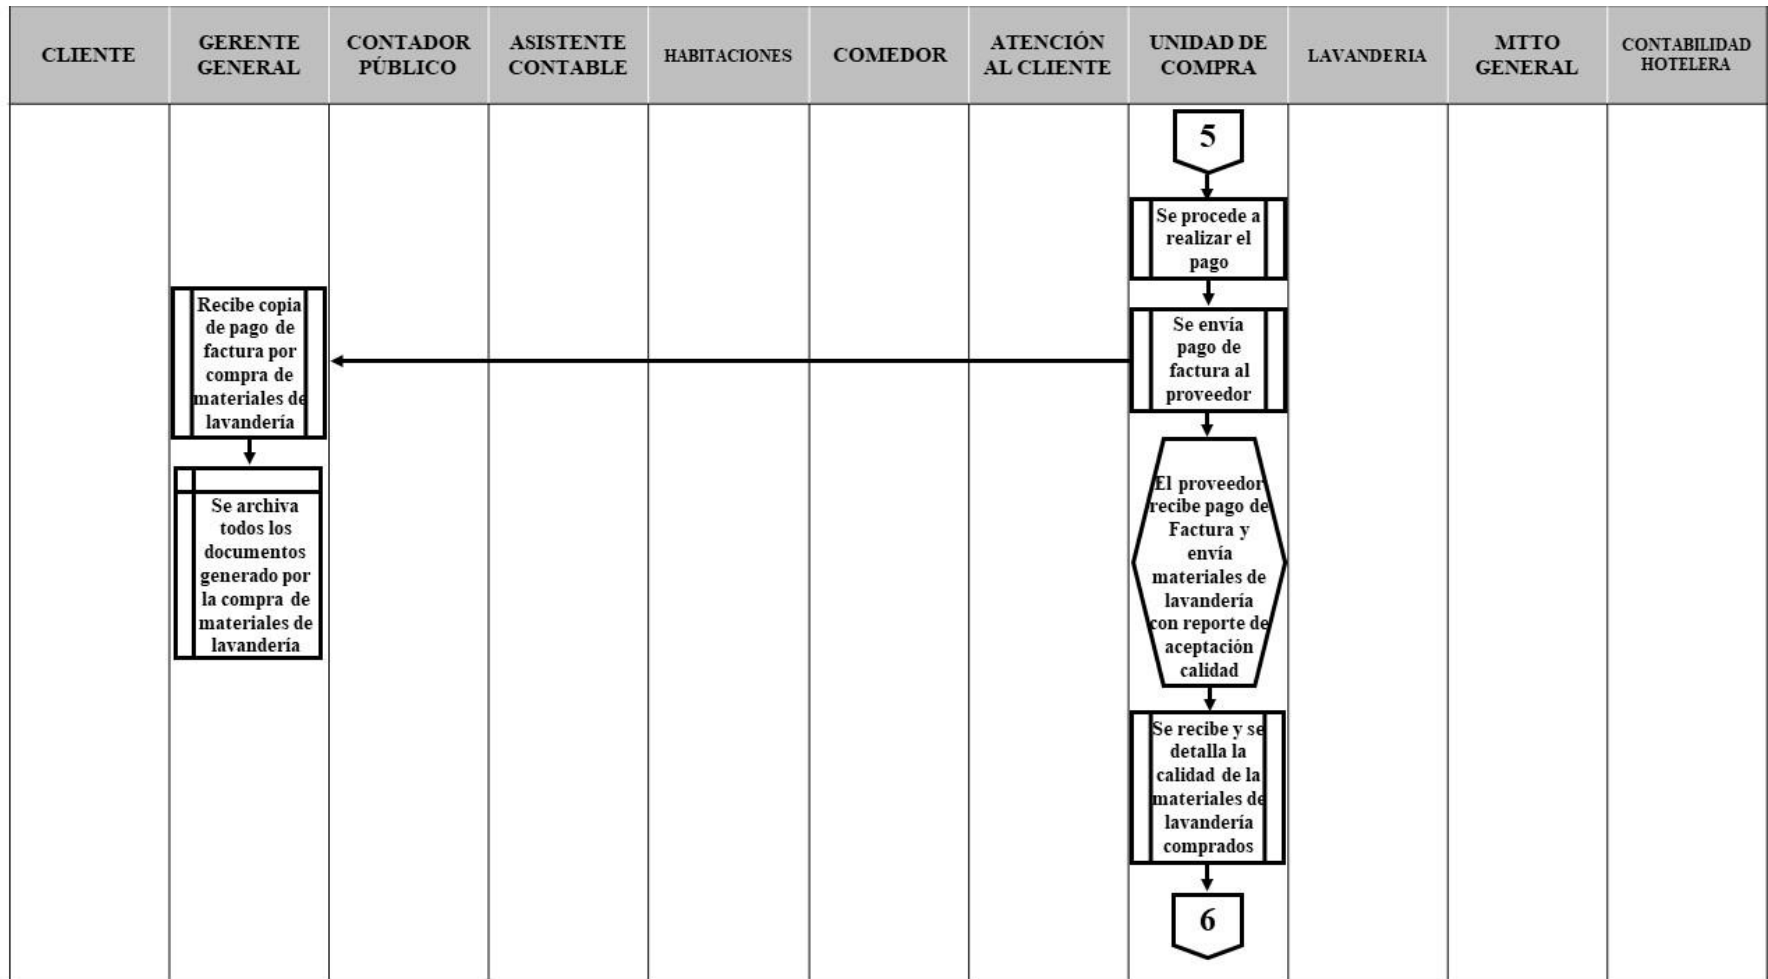 CLIENTE
GERENTE
GENERAL
CONTADOR
PÚBLICO
ASISTENTE
CONTABLE
HABITACIONES
COMEDOR
ATENCIÓN
AL CLIENTE
UNIDAD DE
COMPRA
LAVANDERIA
MTTO
GENERAL
CONTABILIDAD
HOTELERA
5
Se procede a
realizar el
pago
Se envía
pago de
factura al
proveedor
Recibe copia
de pago de
factura por
compra de
materiales de
lavandería
Se archiva
todos los
documentos
generado por
la compra de
materiales de
lavandería
El proveedor
recibe pago de
Factura y
envía
materiales de
lavandería
con reporte de
aceptación
calidad
Se recibe y se
detalla la
calidad de la
materiales de
lavandería
comprados
6